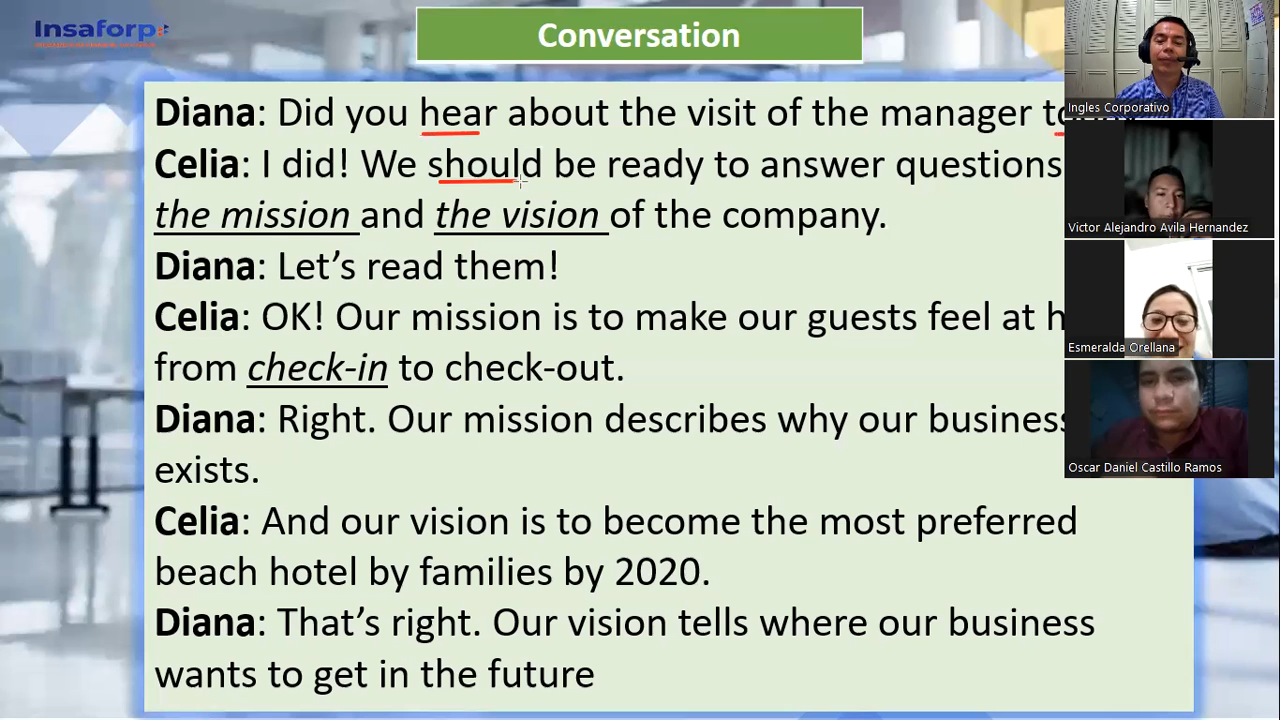 Insaforp
Conversation
Diana: Did you hear about the visit of the manager
Celia: I did! We should be ready to answer questions
the mission and the vision of the company.
Diana: Let's read them!
Celia: OK! Our mission is to make our guests feel at
from check-in to check-out.
Diana: Right. Our mission describes why our business
exists.
Celia: And our vision is to become the most preferred
beach hotel by families by 2020.
Diana: That's right. Our vision tells where our business
wants to get in the future
Ingles Corporativo
Víctor Alejandro Avila Hernandez
Esmeralda Orellana
Oscar Daniel Castillo Ramos